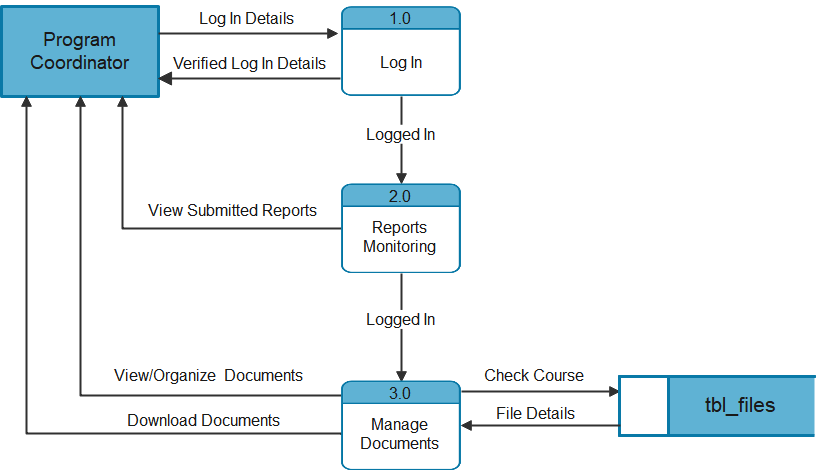 Program
Coordinator
Log In Details
Verified Log In Details
1.0
Log In
Logged In
2.0
Reports
Monitoring
View Submitted Reports
Logged In
View/Organize  Documents
Download Documents
3.0
Manage
Documents
Check Course
File Details
tbl_files